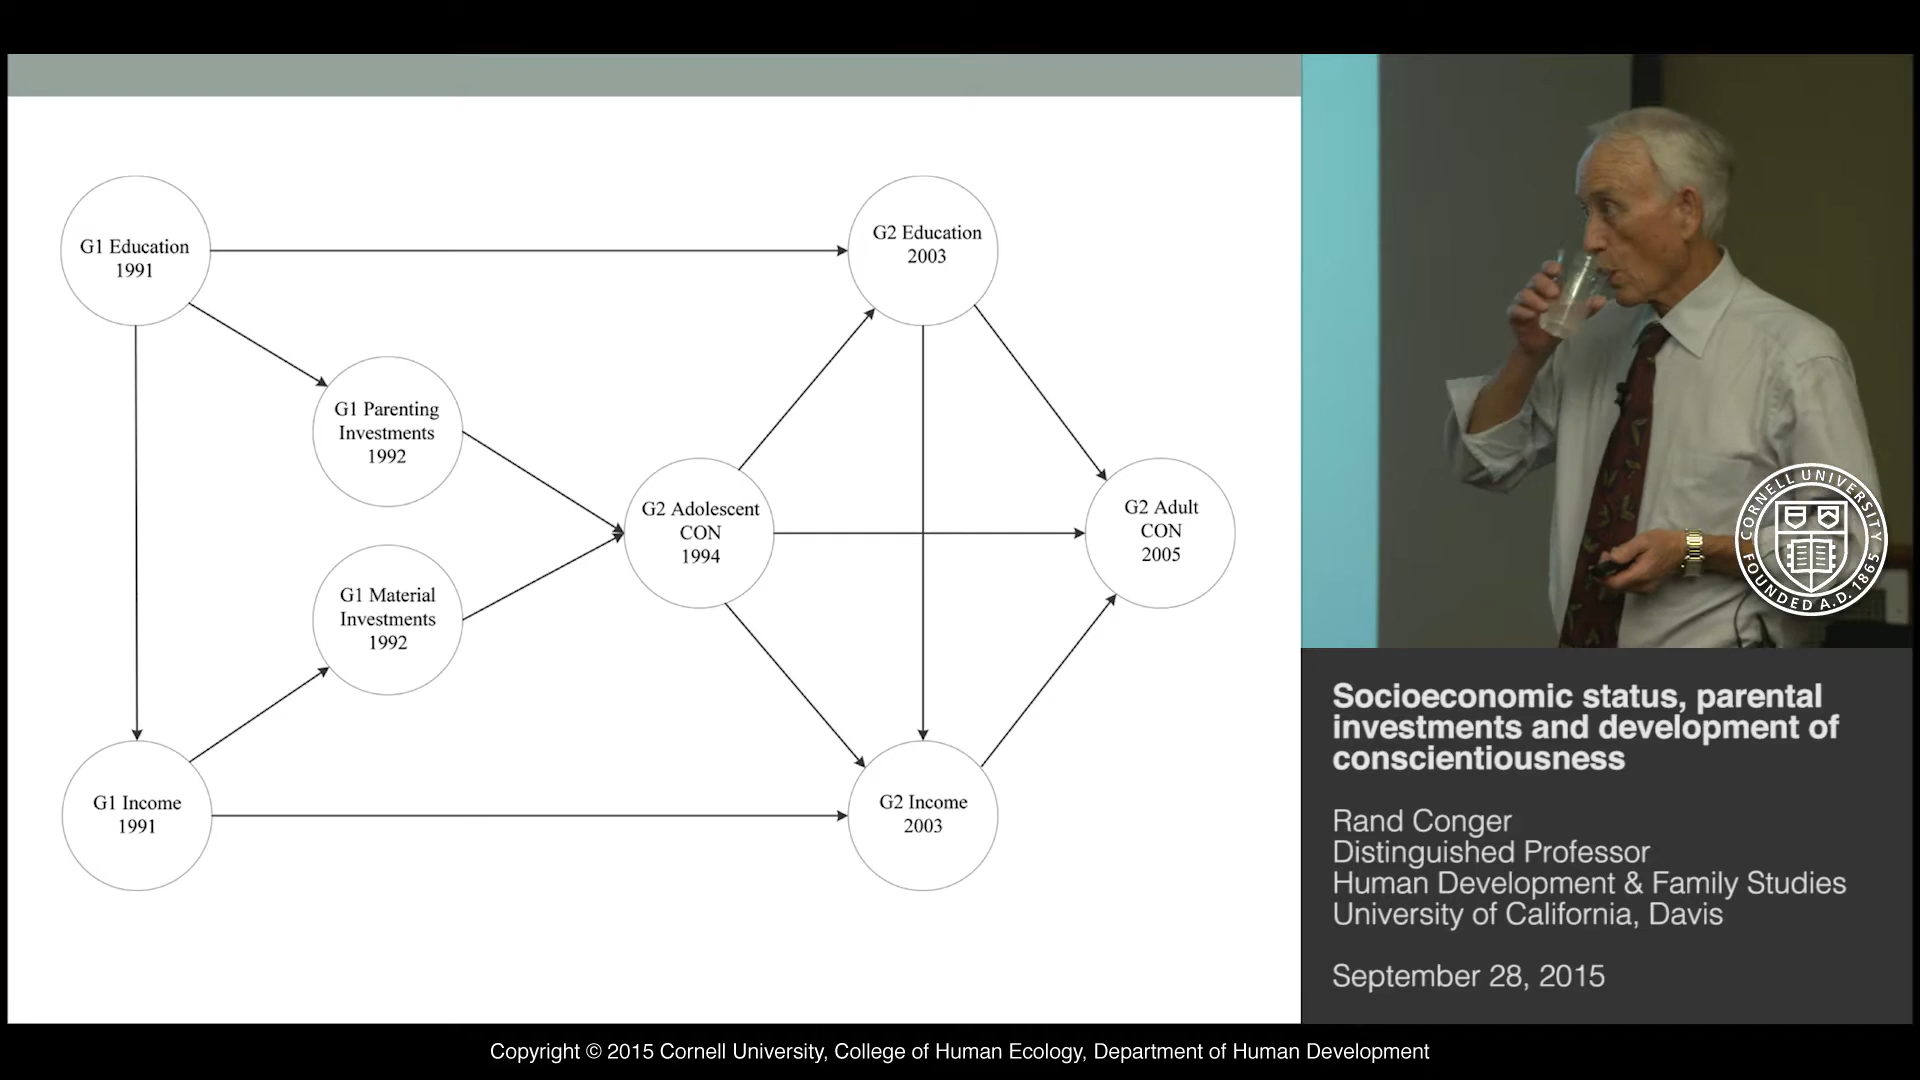 G1 Education
1991
G2 Education
2003
G1 Parenting
Investments
1992
G2 Adolescent
CON
1994
G2 Adult
CON
2005
G1 Material
Investments
1992
G1 Income
1991
G2 Income
2003
CORNELL UNIVERSITY
FOUNDED A.D. 1865
Socioeconomic status, parental
investments and development of
conscientiousness
Rand Conger
Distinguished Professor
Human Development & Family Studies
University of California, Davis
September 28, 2015
Copyright © 2015 Cornell University, College of Human Ecology, Department of Human Development